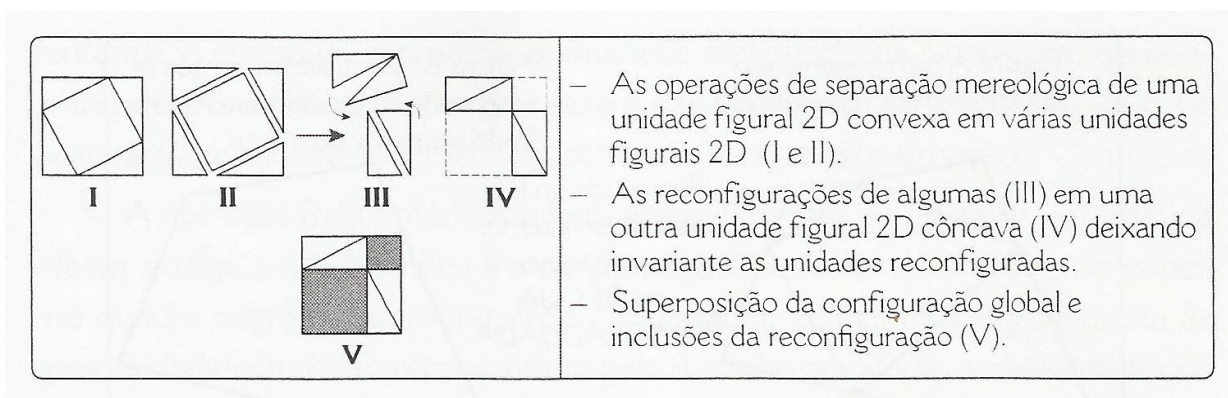 I II III IV
V
– As operações de separação mereológica de uma
unidade figural 2D convexa em várias unidades
figurais 2D (I e II).
– As reconfigurações de algumas (III) em uma
outra unidade figural 2D côncava (IV) deixando
invariante as unidades reconfiguradas.
– Superposição da configuração global e
inclusões da reconfiguração (V).